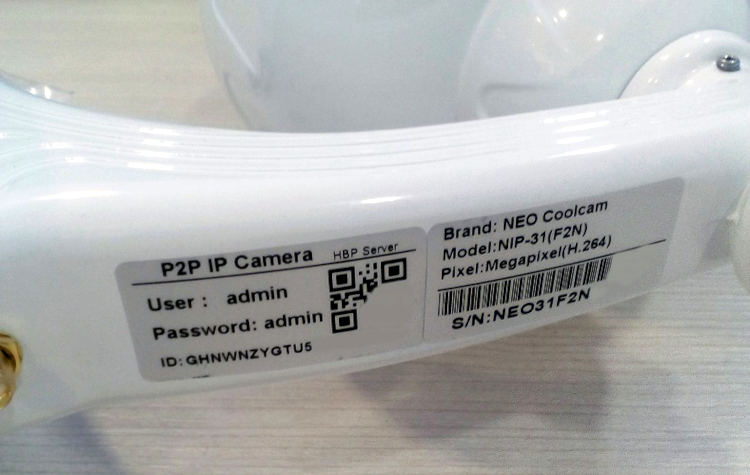 P2P IP Camera HBP Server
User : admin
Password: admin
ID:GHNWNZYGTU5
Brand: NEO Coolcam
Model:NIP-31(F2N)
Pixel:Megapixel(H.264)
S/N:NEO31F2N